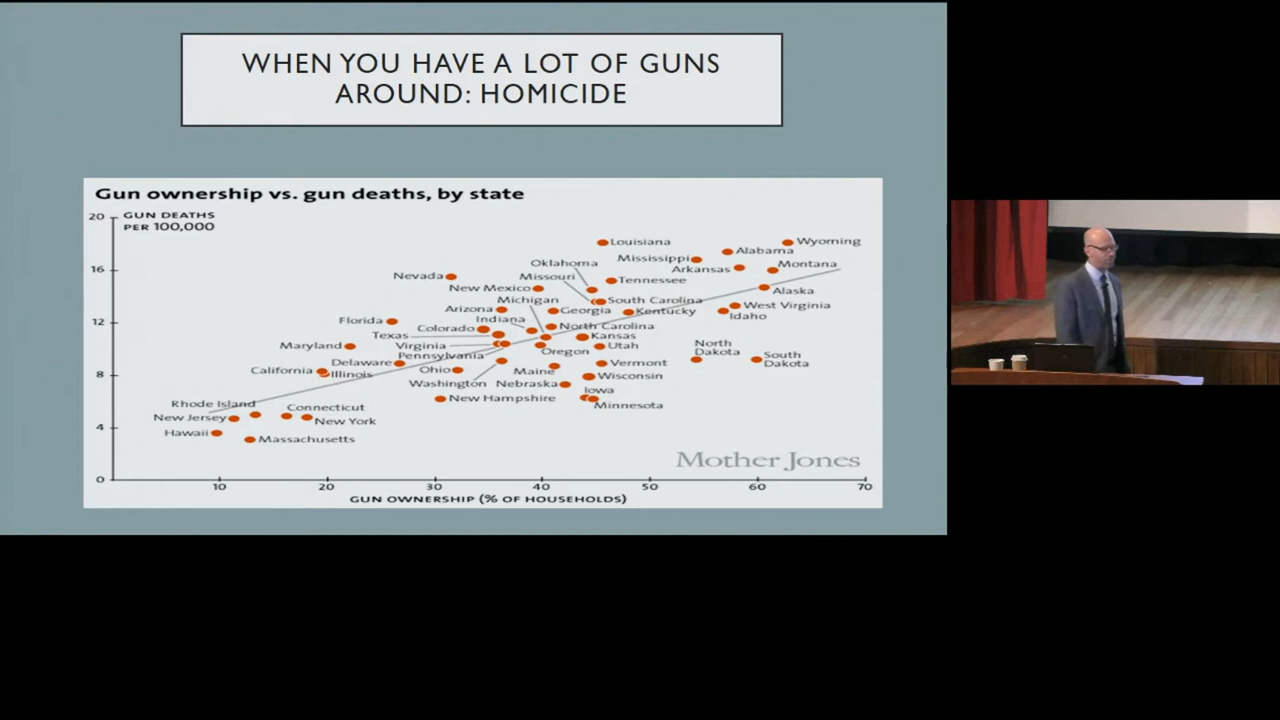 WHEN YOU HAVE A LOT OF GUNS
AROUND: HOMICIDE
Gun ownership vs. gun deaths, by state
20
GUN DEATHS
PER 100,000
Louisiana
Wyoming
Alabama
Mississippi
Oklahoma
Arkansas
Montana
16
Nevada
Missouri
Tennessee
New Mexico
Alaska
Michigan
South Carolina
West Virginia
Arizona
Georgia
Kentucky
Idaho
Indiana
12
Florida
Colorado
North Carolina
Texas
Kansas
Maryland
Virginia
Utah
North
Dakota
Pennsylvania
Oregon
South
Dakota
Delaware
Vermont
California
Illinois
Ohio
Maine
8
Wisconsin
Washington
Nebraska
Iowa
New Hampshire
Rhode Island
Connecticut
Minnesota
New Jersey
New York
4
Hawaii
Massachusetts
Mother Jones
0
10 20 30 40 50 60 70
GUN OWNERSHIP (% OF HOUSEHOLDS)